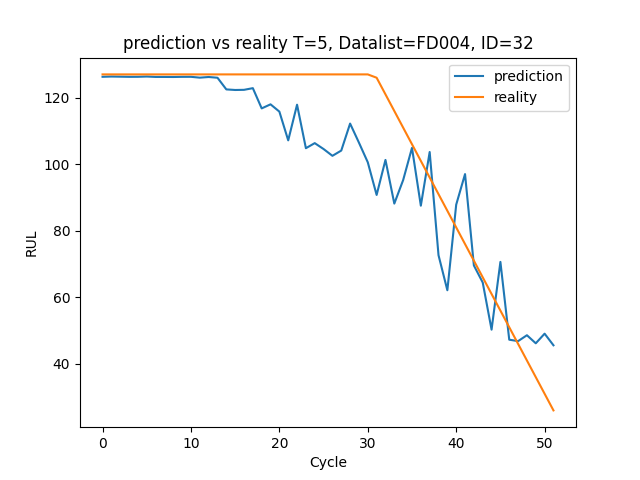 prediction vs reality T=5, Datalist=FD004, ID=32
prediction
reality
RUL
120
100
80
60
40
0 10 20 30 40 50
Cycle